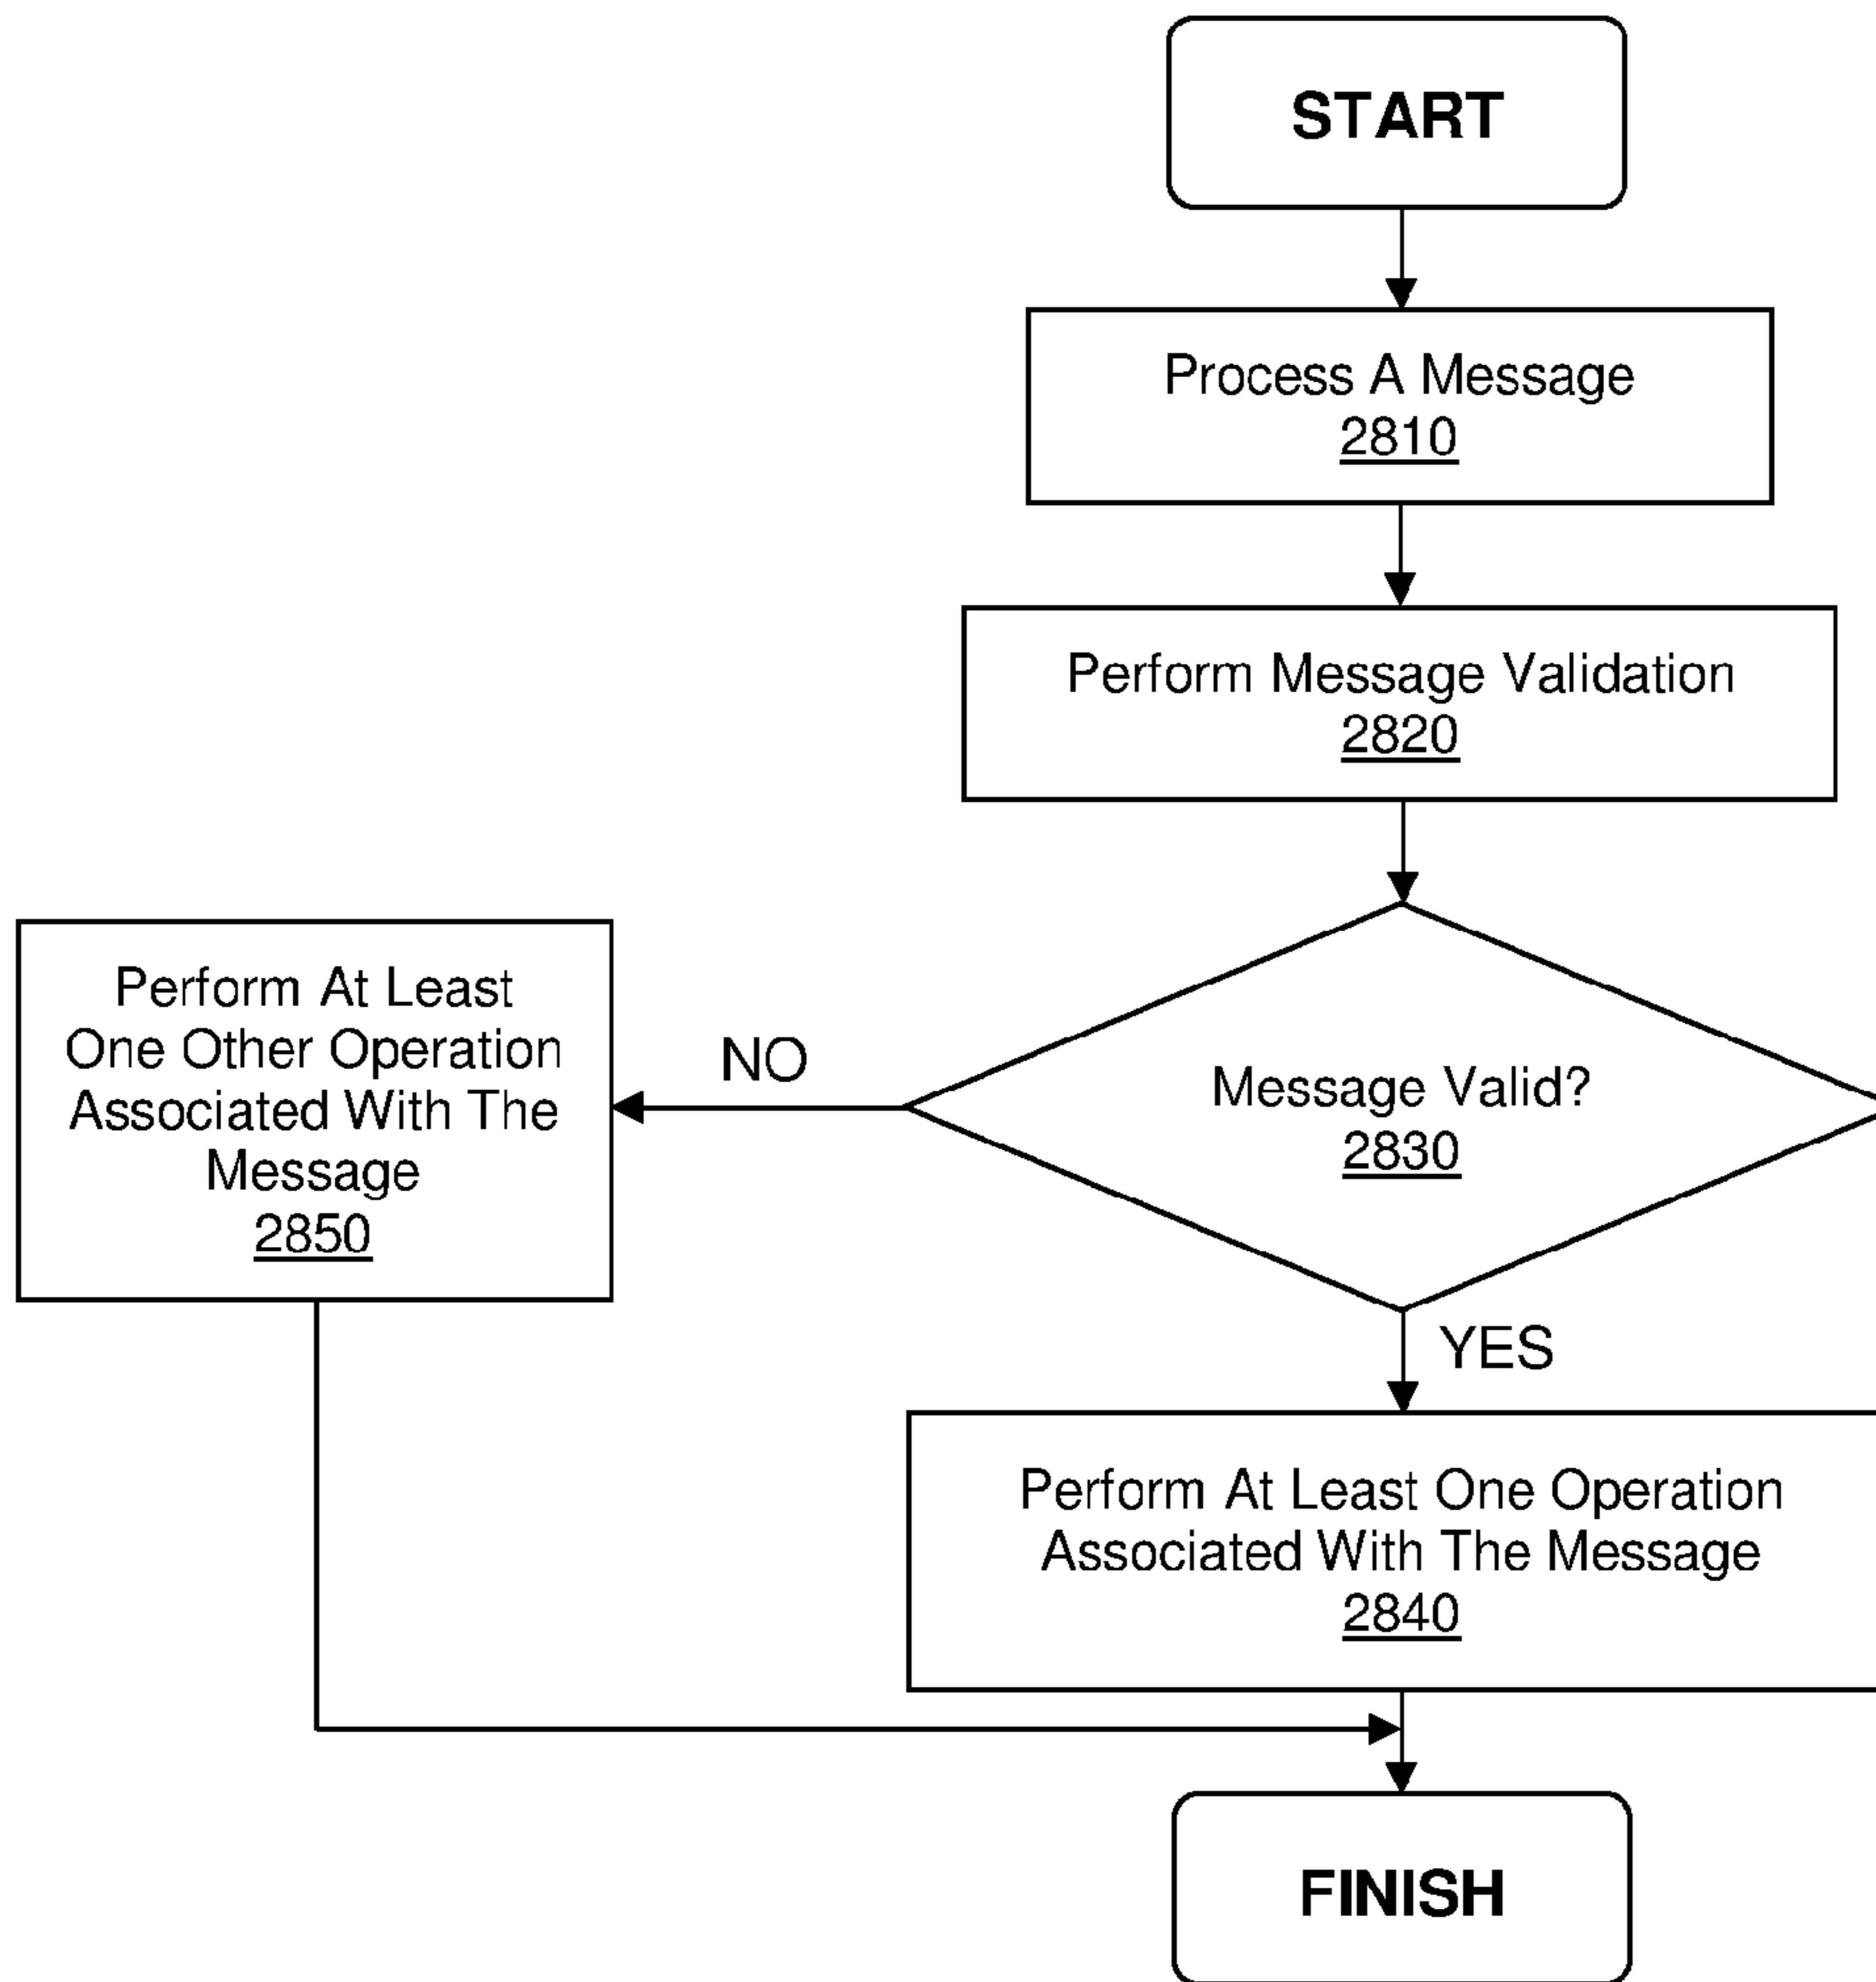 START
Process A Message
2810
Perform Message Validation
2820
Message Valid?
2830
NO
Perform At Least
One Other Operation
Associated With The
Message
2850
YES
Perform At Least One Operation
Associated With The Message
2840
FINISH